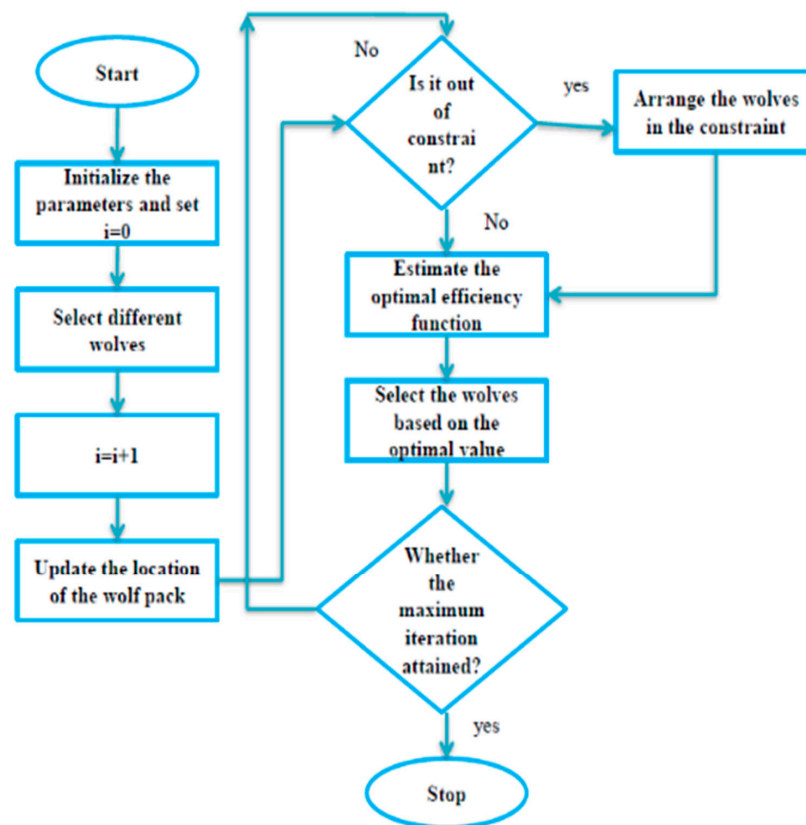 Start
Initialize the
parameters and set
i=0
Select different
wolves
i=i+1
Update the location
of the wolf pack
No
Is it out
of
constrai
nt?
yes
Arrange the wolves
in the constraint
No
Estimate the
optimal efficiency
function
Select the wolves
based on the
optimal value
Whether
the
maximum
iteration
attained?
yes
Stop